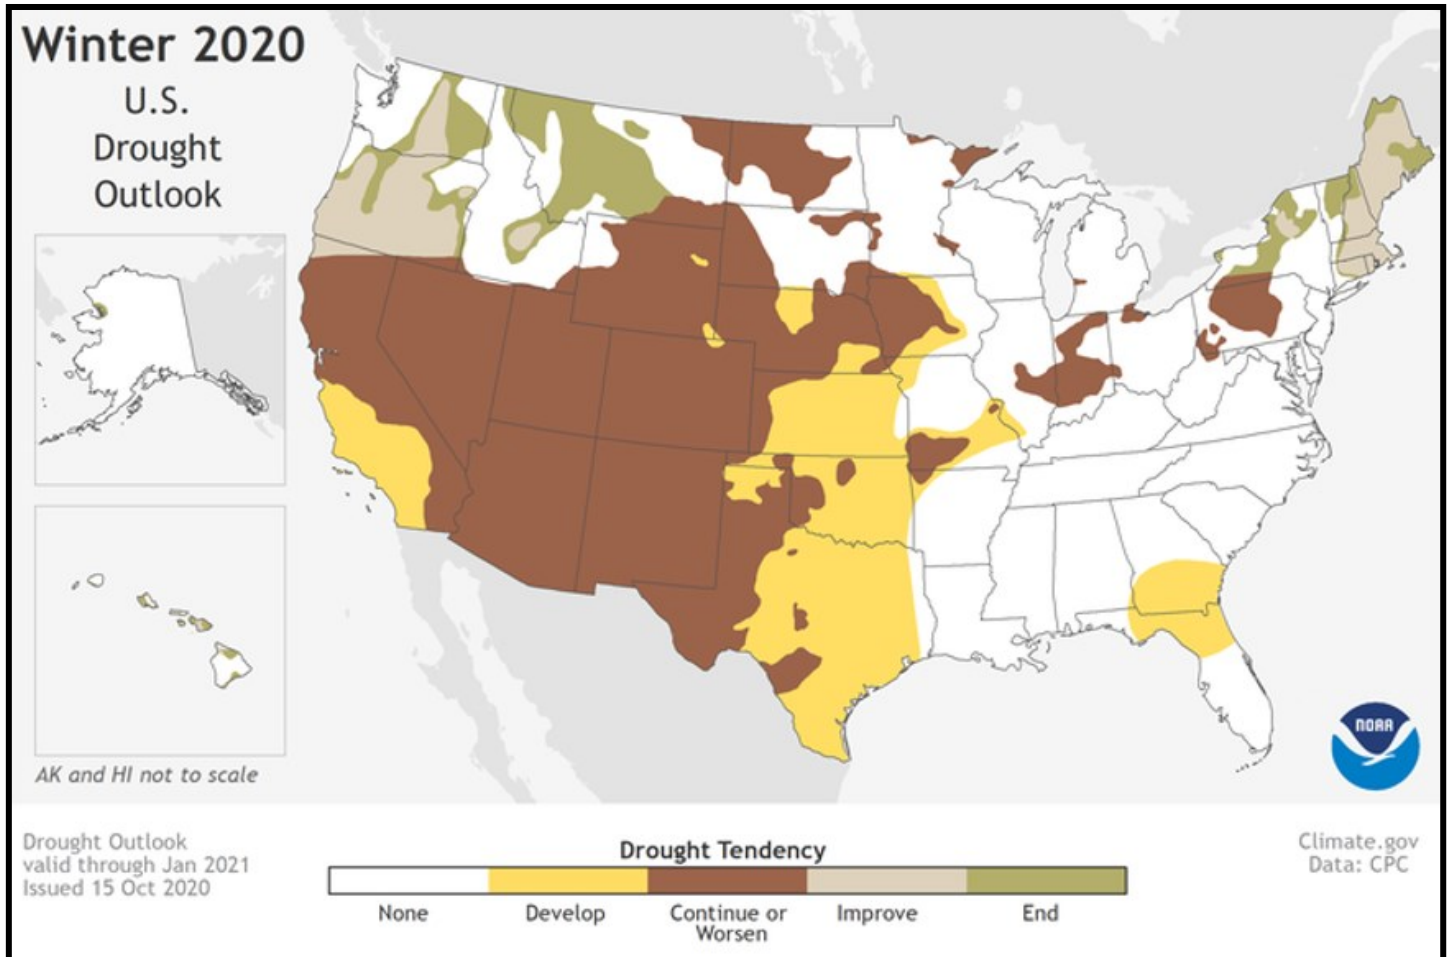 Winter 2020
U.S.
Drought
Outlook
AK and HI not to scale
NOAA
Drought Outlook
valid through Jan 2021
Issued 15 Oct 2020
Drought Tendency
None
Develop
Continue or
Worsen
Improve
End
Climate.gov
Data: CPC